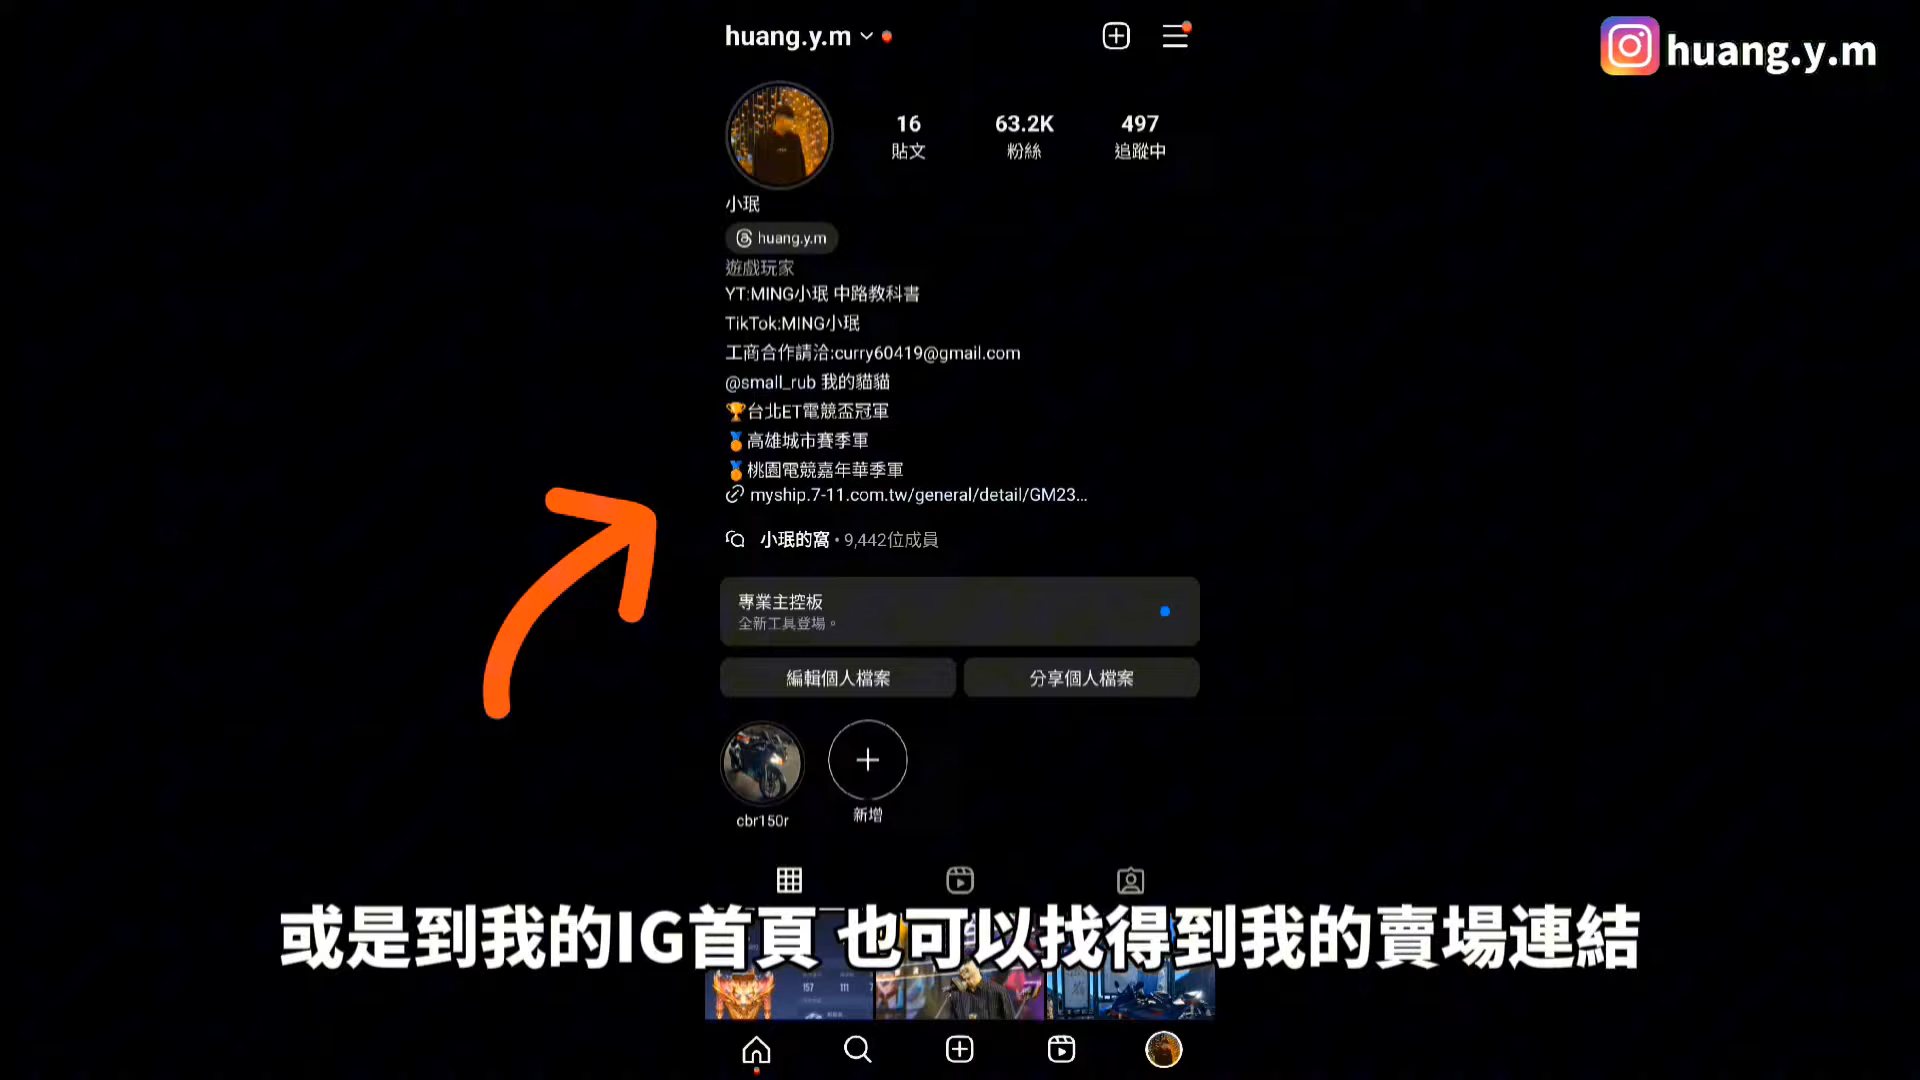 huang.y.m
huang.y.m
16
63.2K
497
貼文
粉絲
追蹤中
小珉
huang.y.m
遊戲玩家
YT:MING小珉 中路教科書
TikTok:MING小珉
工商合作請洽:curry60419@gmail.com
@small_rub 我的貓貓
🏆台北ET電競盃冠軍
🏅高雄城市賽季軍
🏅桃園電競嘉年華季軍
myship.7-11.com.tw/general/detail/GM23...
小珉的窩 • 9,442位成員
專業主控板
全新工具登場。
編輯個人檔案
分享個人檔案
cbr150r
新增
或是到我的IG首頁 也可以找得到我的賣場連結
157
111